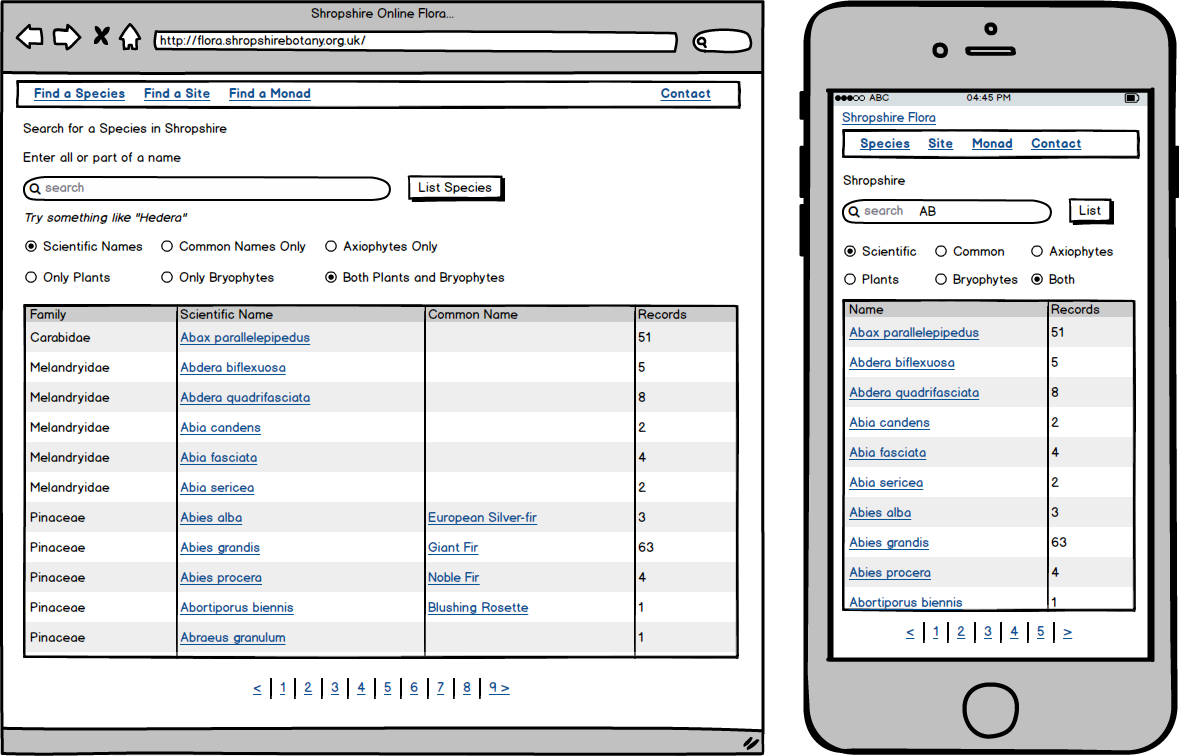 Shropshire Online Flora...
http://flora.shropshirebotany.org.uk/
Find a Species Find a Site Find a Monad Contact
Search for a Species in Shropshire
Enter all or part of a name
search List Species
Try something like "Hedera"
Scientific Names Common Names Only Axiophytes Only
Only Plants Only Bryophytes Both Plants and Bryophytes
Family Scientific Name Common Name Records
Carabidae Abax parallelepipedus 51
Melandryidae Abdera biflexuosa 5
Melandryidae Abdera quadrifasciata 8
Melandryidae Abia candens 2
Melandryidae Abia fasciata 4
Melandryidae Abia sericea 2
Pinaceae Abies alba European Silver-fir 3
Pinaceae Abies grandis Giant Fir 63
Pinaceae Abies procera Noble Fir 4
Pinaceae Abortiporus biennis Blushing Rosette 1
Pinaceae Abraeus granulum 1
< | 1 | 2 | 3 | 4 | 5 | 6 | 7 | 8 | 9 >
ABC 04:45 PM
Shropshire Flora
Species Site Monad Contact
Shropshire
search AB List
Scientific Common Axiophytes
Plants Bryophytes Both
Name Records
Abax parallelepipedus 51
Abdera biflexuosa 5
Abdera quadrifasciata 8
Abia candens 2
Abia fasciata 4
Abia sericea 2
Abies alba 3
Abies grandis 63
Abies procera 4
Abortiporus biennis 1
< | 1 | 2 | 3 | 4 | 5 | >